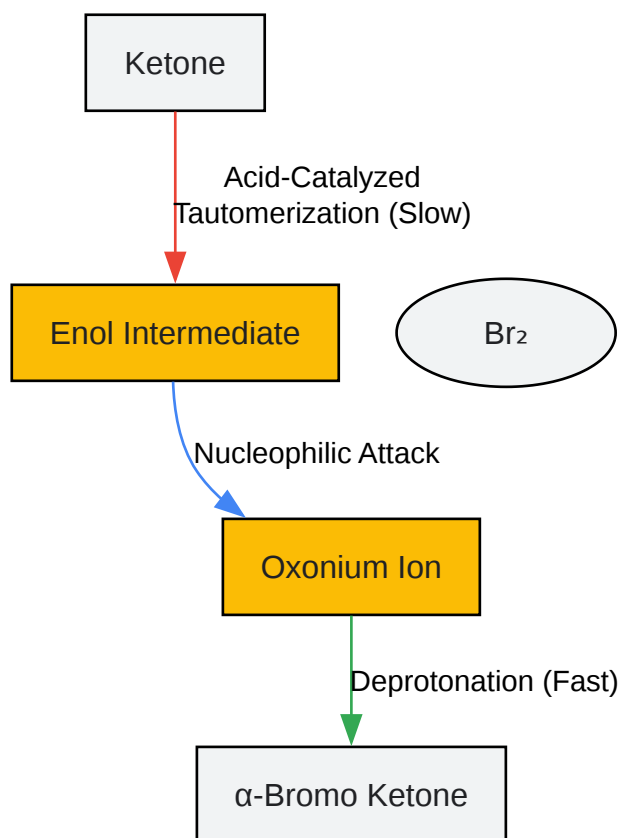 Ketone
Acid-Catalyzed
Tautomerization (Slow)
Enol Intermediate
Br₂
Nucleophilic Attack
Oxonium Ion
Deprotonation (Fast)
α-Bromo Ketone